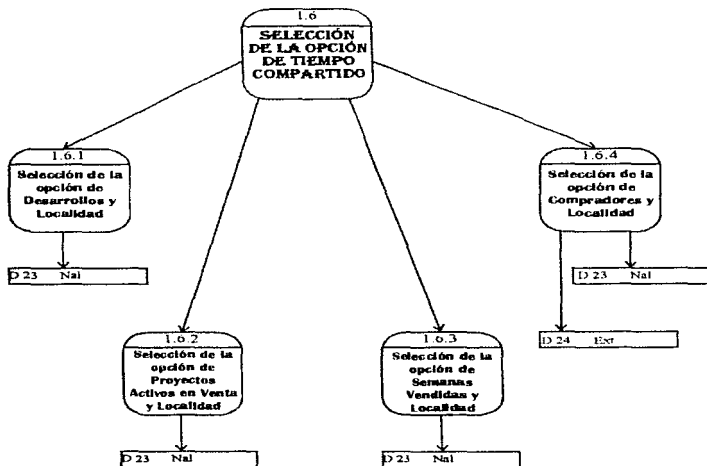 1.6
SELECCIÓN
DE LA OPCIÓN
DE TIEMPO
COMPARTIDO
1.6.1
Selección de la
opción de
Desarrollos y
Localidad
D 23 Nal
1.6.4
Selección de la
opción de
Compradores y
Localidad
D 23 Nal
D 24 Ext
1.6.2
Selección de la
opción de
Proyectos
Activos en Venta
y Localidad
D 23 Nal
1.6.3
Selección de la
opción de
Semanas
Vendidas y
Localidad
D 23 Nal